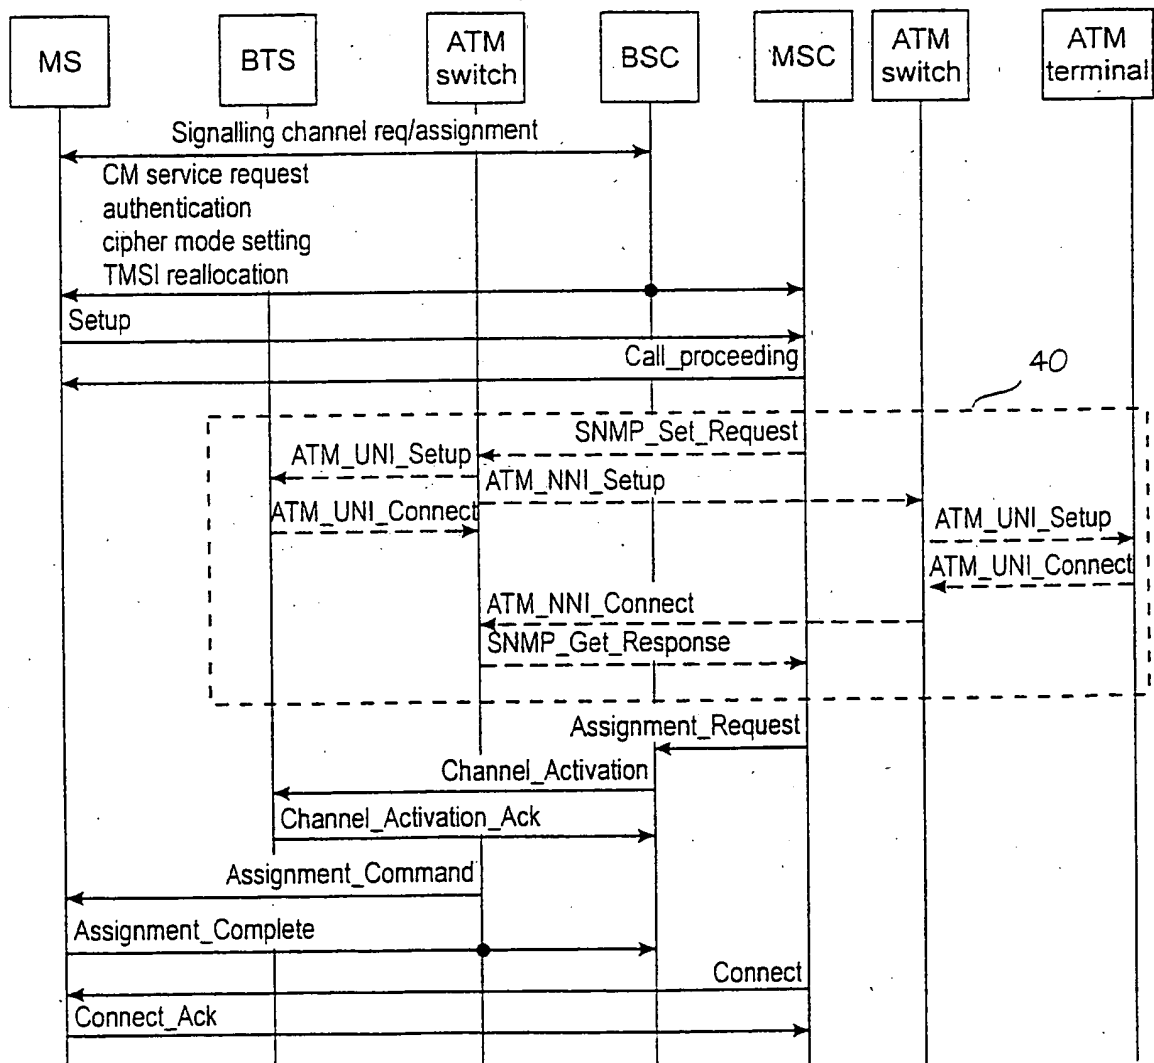 MS
BTS
ATM
switch
BSC
MSC
ATM
switch
ATM
terminal
Signalling channel req/assignment
CM service request
authentication
cipher mode setting
TMSI reallocation
Setup
Call_proceeding
40
SNMP_Set_Request
ATM_UNI_Setup
ATM_NNI_Setup
ATM_UNI_Connect
ATM_UNI_Setup
ATM_UNI_Connect
ATM_NNI_Connect
SNMP_Get_Response
Assignment_Request
Channel_Activation
Channel_Activation_Ack
Assignment_Command
Assignment_Complete
Connect
Connect_Ack